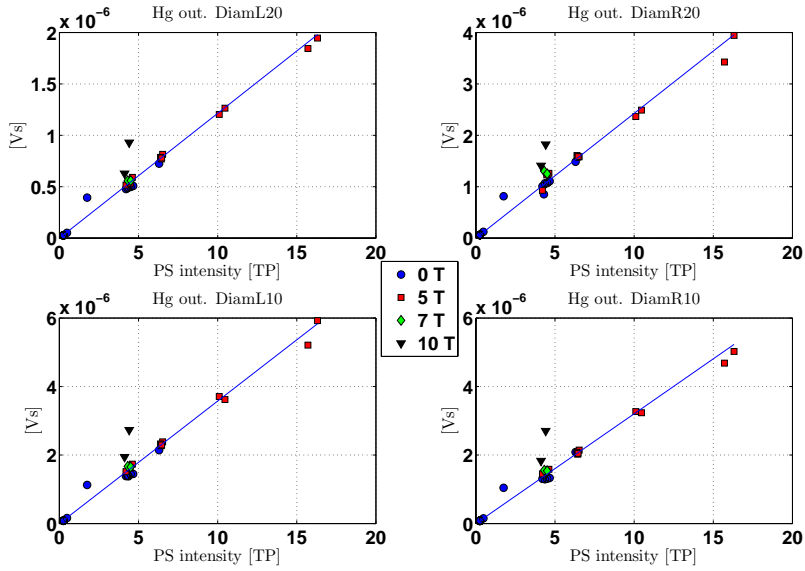 x 10⁻⁶
Hg out. DiamL20
2
1.5
1
0.5
0
[Vs]
0 5 10 15 20
PS intensity [TP]
x 10⁻⁶
Hg out. DiamR20
4
3
2
1
0
[Vs]
0 5 10 15 20
PS intensity [TP]
0 T
5 T
7 T
10 T
x 10⁻⁶
Hg out. DiamL10
6
4
2
0
[Vs]
0 5 10 15 20
PS intensity [TP]
x 10⁻⁶
Hg out. DiamR10
6
4
2
0
[Vs]
0 5 10 15 20
PS intensity [TP]